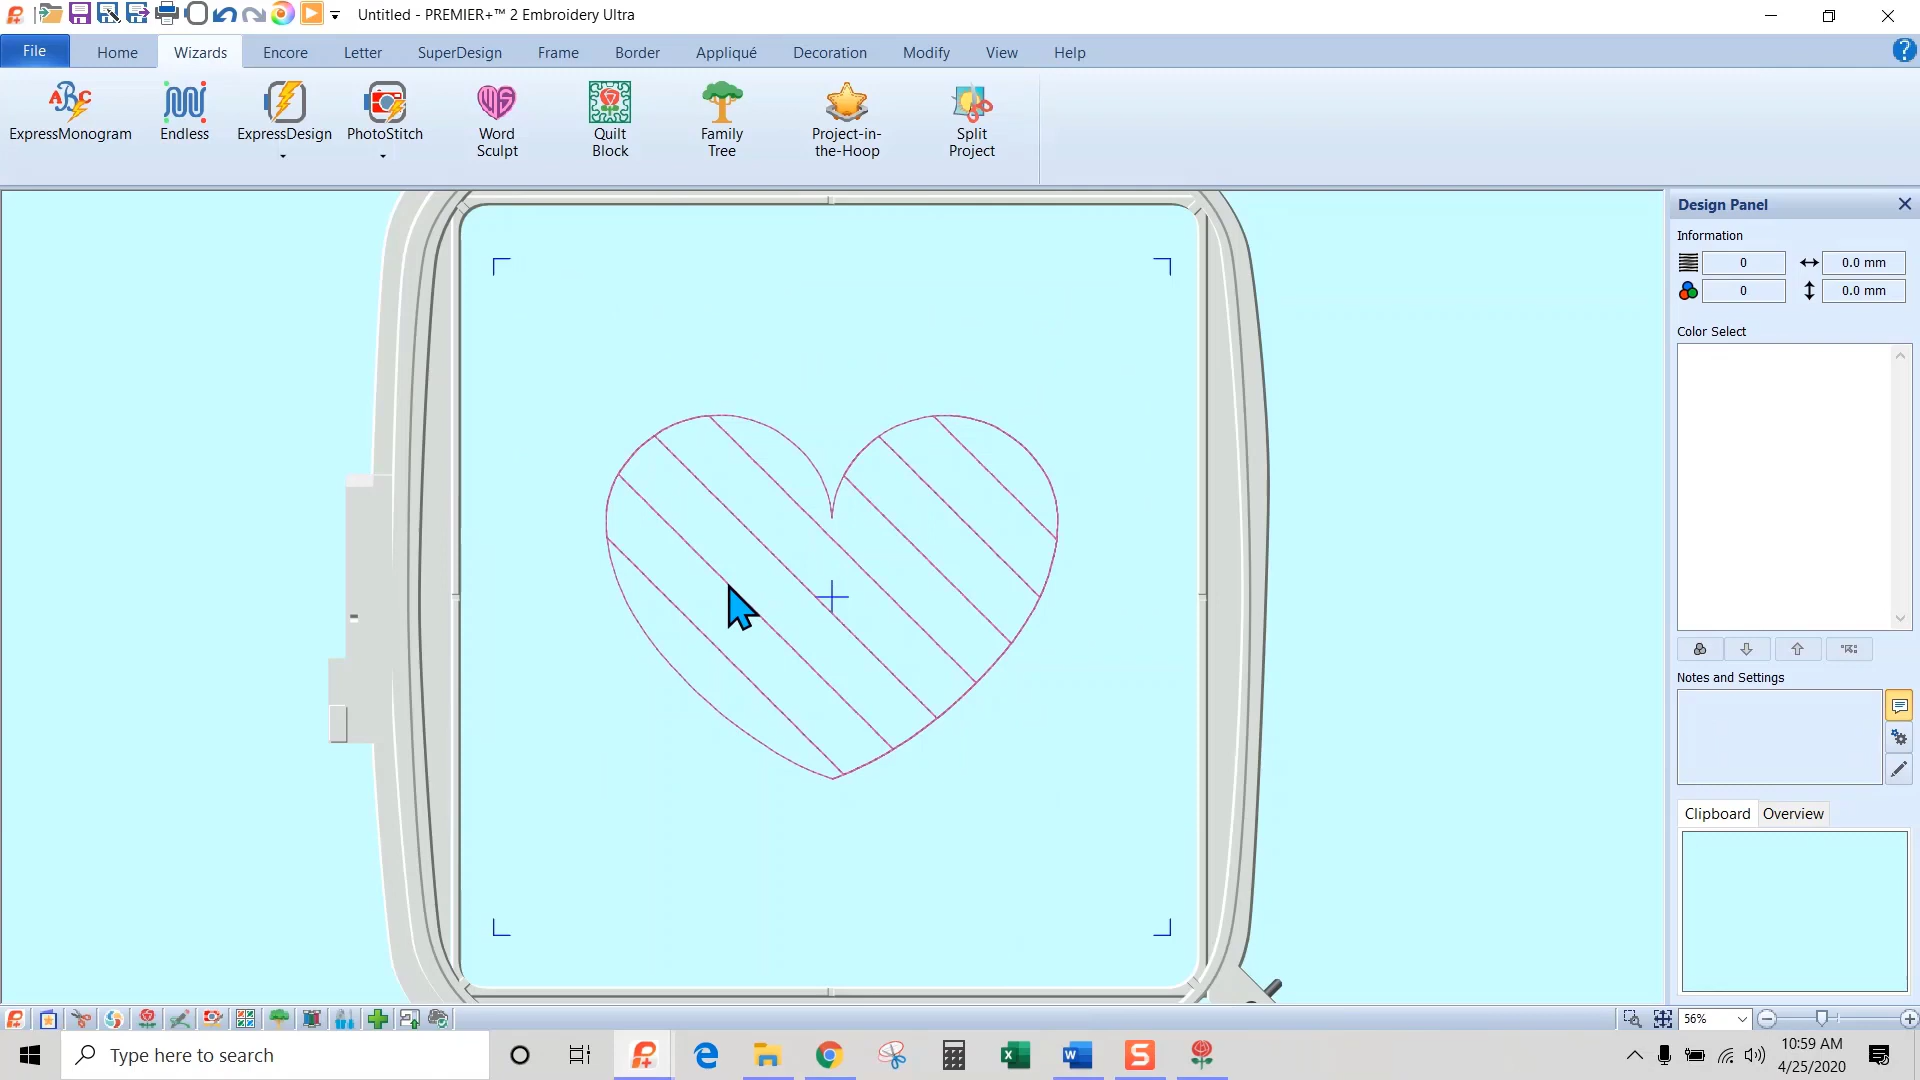 Untitled - PREMIER+™ 2 Embroidery Ultra
File Home Wizards Encore Letter SuperDesign Frame Border Appliqué Decoration Modify View Help
ABC
ExpressMonogram Endless ExpressDesign PhotoStitch Word Sculpt Quilt Block Family Tree Project-in-the-Hoop Split Project
Design Panel
Information
0 0.0 mm
0 0.0 mm
Color Select
Notes and Settings
Clipboard Overview
56%
Type here to search
10:59 AM
4/25/2020